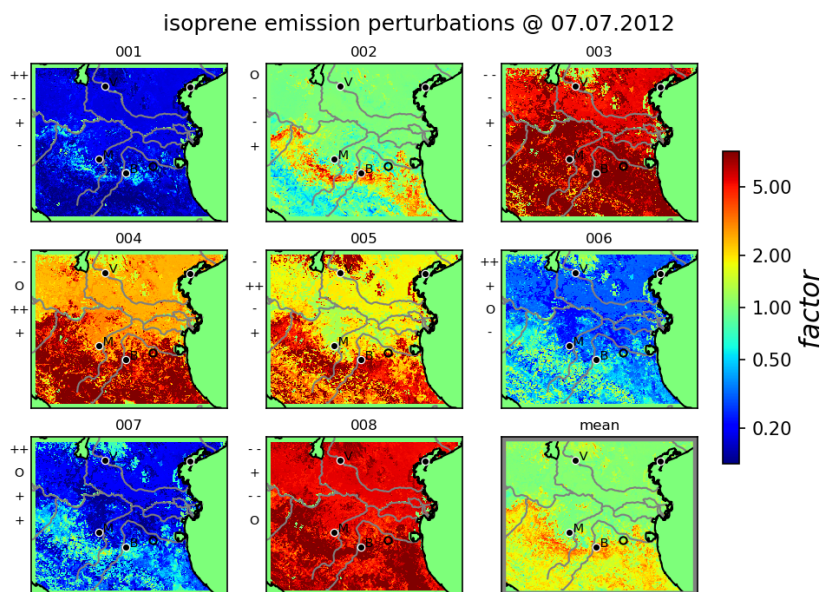 isoprene emission perturbations @ 07.07.2012
001
002
003
++
- -
+
-
V
M
B
O
-
-
+
V
M
B
- -
+
- -
-
V
M
B
004
005
006
- -
O
++
+
V
M
-
++
-
+
M
B
++
+
O
-
V
M
B
007
008
mean
++
O
+
+
V
M
B
- -
+
- -
O
V
M
B
V
M
B
5.00
2.00
1.00
0.50
0.20
factor